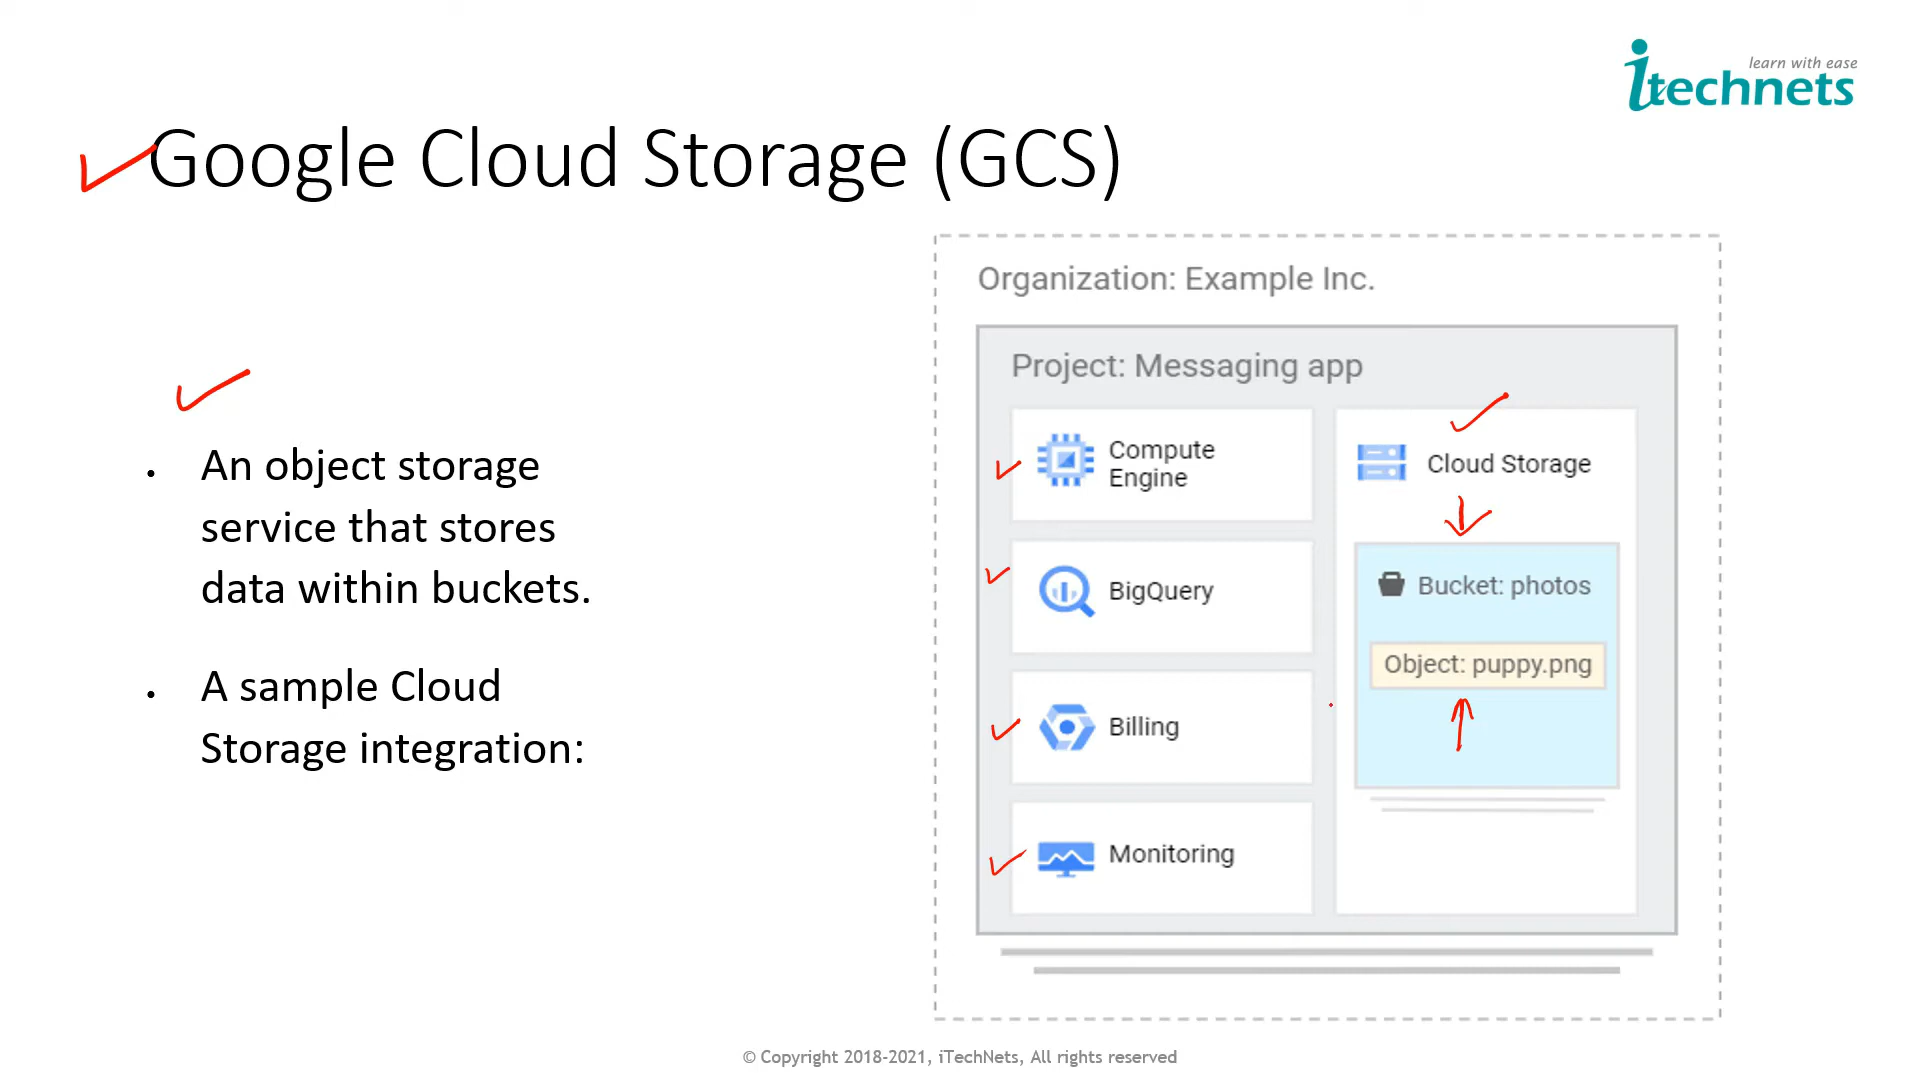 learn with ease
itechnets
Google Cloud Storage (GCS)
An object storage
service that stores
data within buckets.
A sample Cloud
Storage integration:
Organization: Example Inc.
Project: Messaging app
Compute
Engine
BigQuery
Billing
Monitoring
Cloud Storage
Bucket: photos
Object: puppy.png
© Copyright 2018-2021, iTechNets, All rights reserved